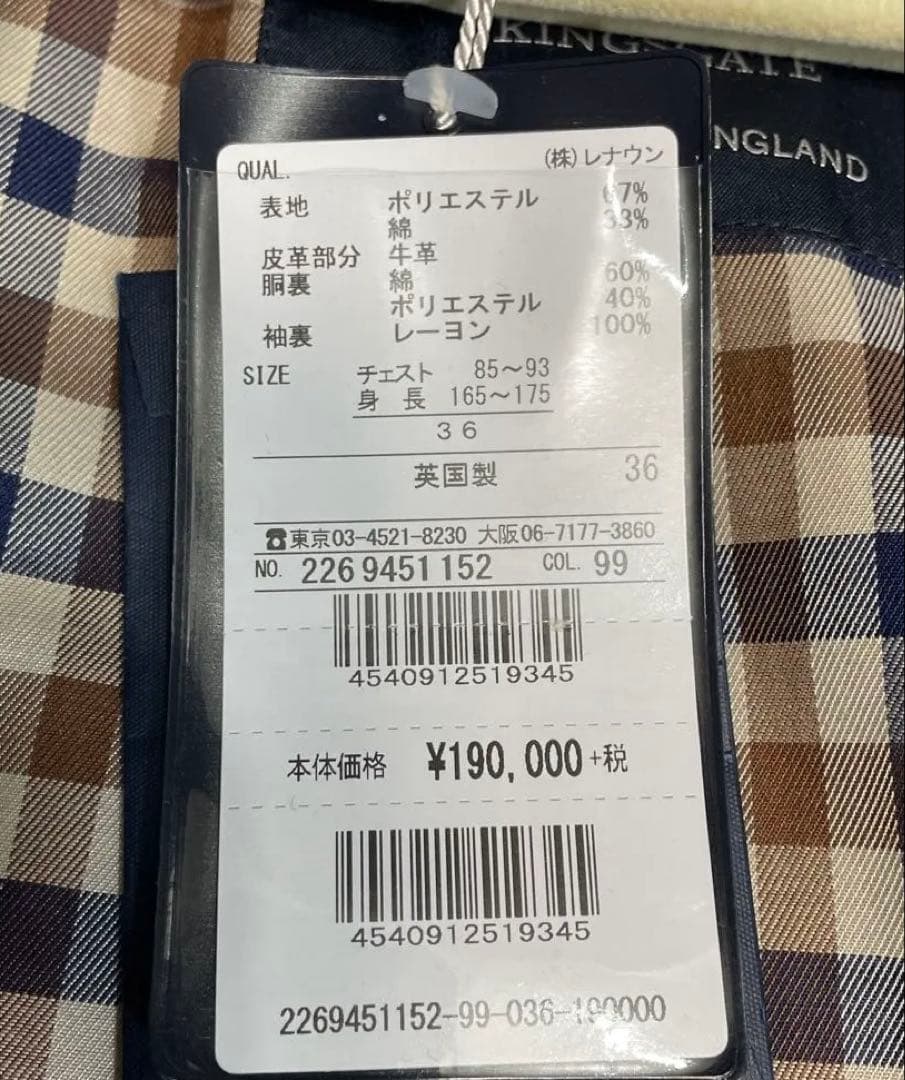 KINGSGATE
ENGLAND
QUAL. (株)レナウン
表地 ポリエステル 67%
綿 33%
皮革部分 牛革
胴裏 綿 60%
ポリエステル 40%
袖裏 レーヨン 100%
SIZE チェスト 85〜93
身長 165〜175
36
英国製 36
☎東京03-4521-8230 大阪06-7177-3860
NO. 2269451152 COL. 99
4540912519345
本体価格 ¥190,000+税
4540912519345
2269451152-99-036-190000